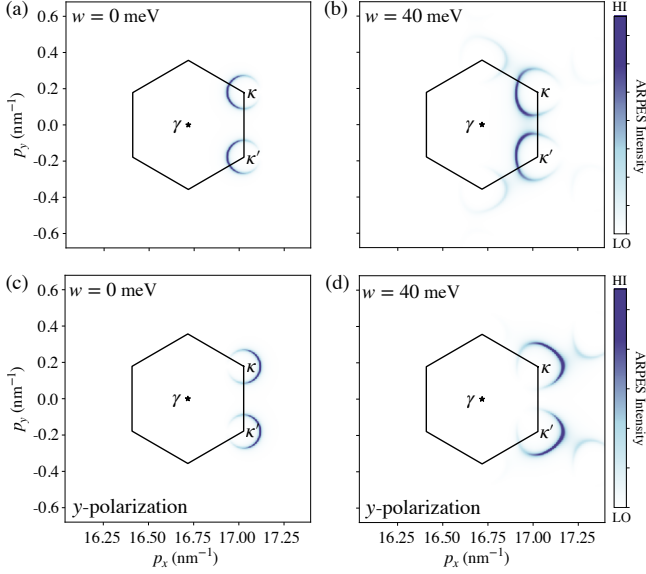 (a) w = 0 meV
(b) w = 40 meV
HI
0.6
0.4
0.2
0.0
-0.2
-0.4
-0.6
p_y (nm⁻¹)
γ
κ
κ′
γ
κ
κ′
ARPES Intensity
LO
(c) w = 0 meV
(d) w = 40 meV
HI
0.6
0.4
0.2
0.0
-0.2
-0.4
-0.6
p_y (nm⁻¹)
γ
κ
κ′
γ
κ
κ′
ARPES Intensity
y-polarization
y-polarization
LO
16.25 16.50 16.75 17.00 17.25
16.25 16.50 16.75 17.00 17.25
p_x (nm⁻¹)
p_x (nm⁻¹)